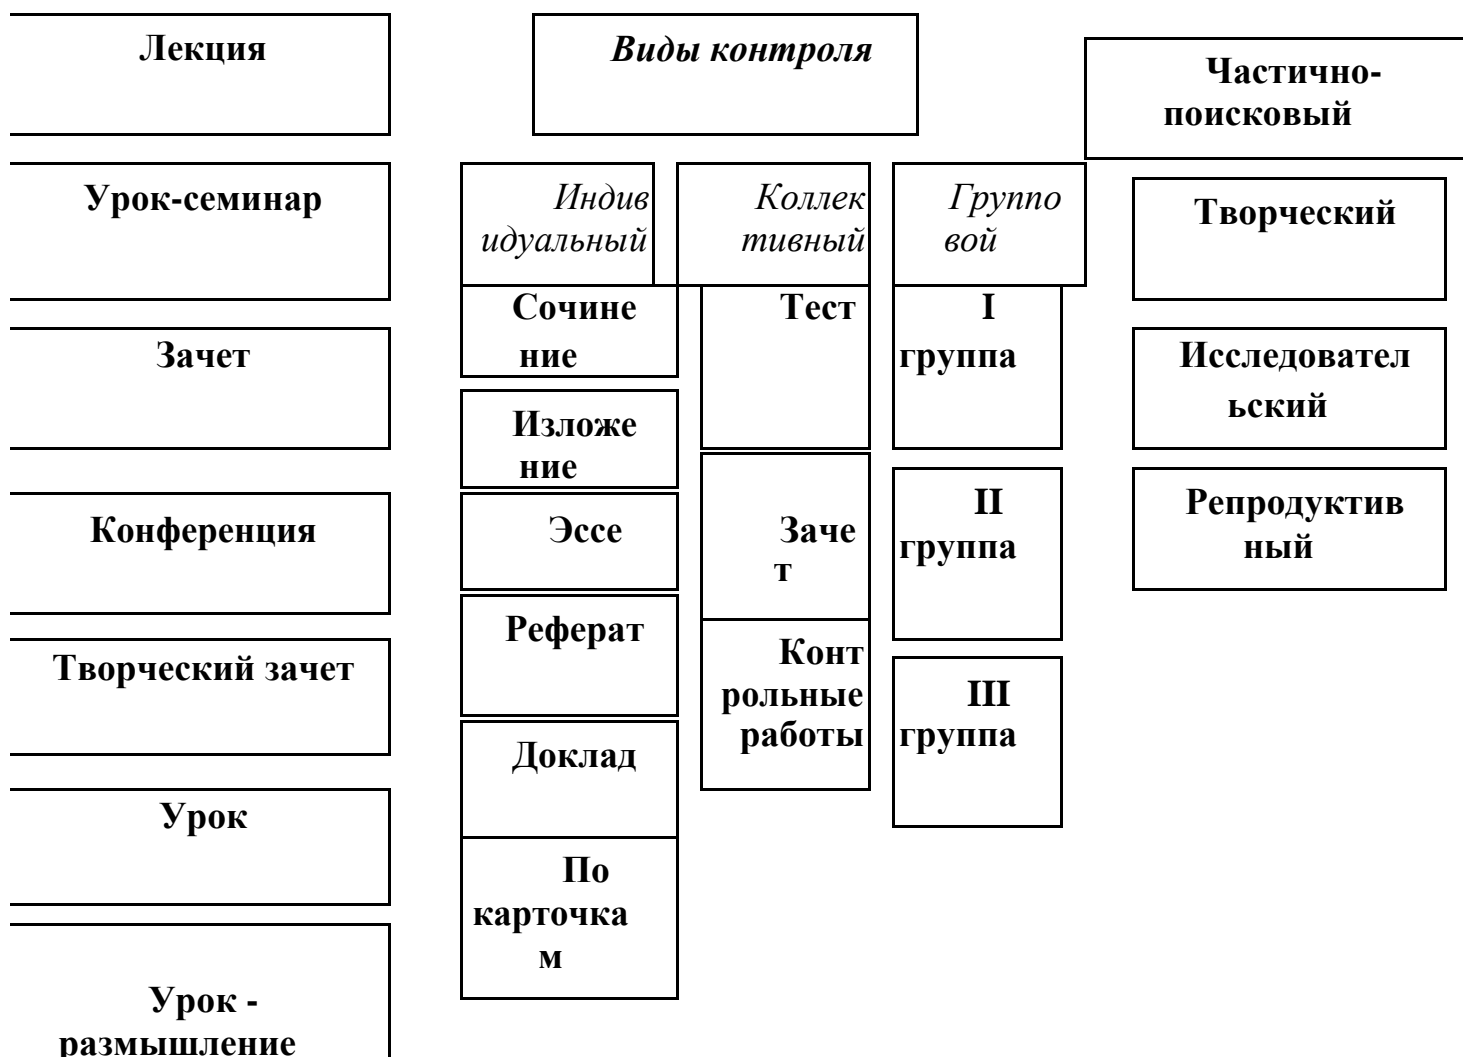 Лекция
Урок-семинар
Зачет
Конференция
Творческий зачет
Урок
Урок -
размышление
Виды контроля
Индив
идуальный
Сочине
ние
Изложе
ние
Эссе
Реферат
Доклад
По
карточка
м
Коллек
тивный
Тест
Заче
т
Конт
рольные
работы
Группо
вой
I
группа
II
группа
III
группа
Частично-
поисковый
Творческий
Исследовател
ьский
Репродуктив
ный